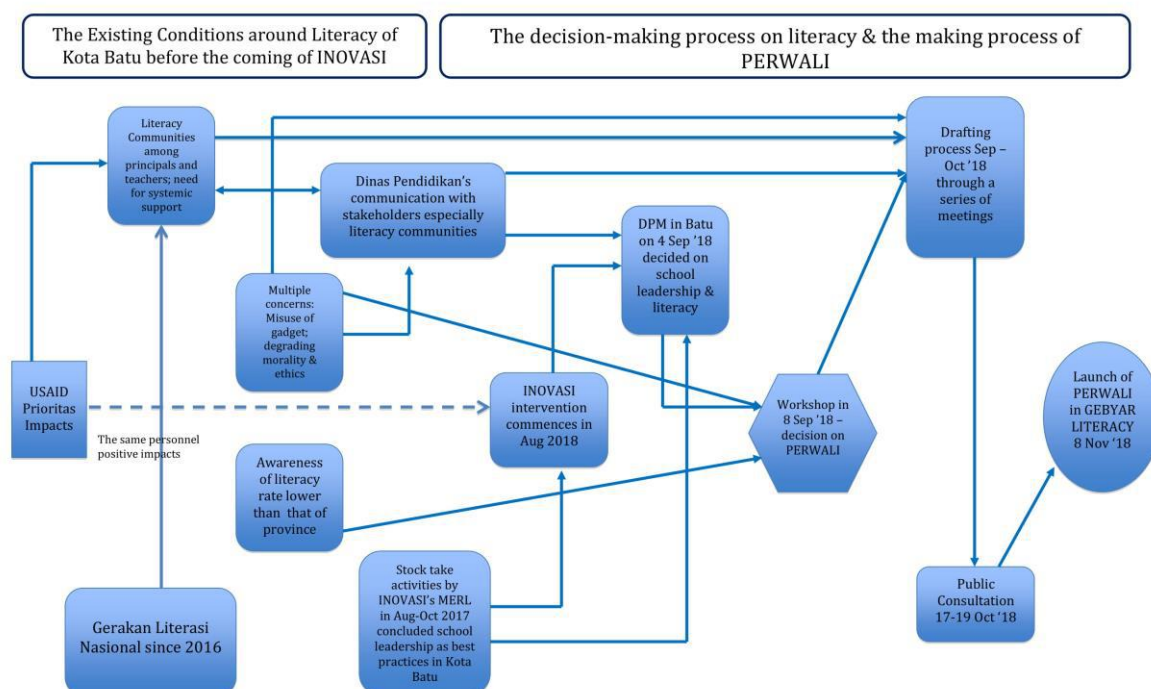 The Existing Conditions around Literacy of
Kota Batu before the coming of INOVASI
The decision-making process on literacy & the making process of
PERWALI
Literacy
Communities
among
principals and
teachers; need
for systemic
support
Dinas Pendidikan's
communication with
stakeholders especially
literacy communities
DPM in Batu
on 4 Sep '18
decided on
school
leadership &
literacy
Drafting
process Sep –
Oct '18
through a
series of
meetings
Multiple
concerns:
Misuse of
gadget;
degrading
morality &
ethics
USAID
Prioritas
Impacts
The same personnel
positive impacts
INOVASI
intervention
commences in
Aug 2018
Workshop in
8 Sep '18 –
decision on
PERWALI
Launch of
PERWALI
in GEBYAR
LITERACY
8 Nov '18
Awareness
of literacy
rate lower
than that of
province
Stock take
activities by
INOVASI's MERL
in Aug-Oct 2017
concluded school
leadership as best
practices in Kota
Batu
Gerakan Literasi
Nasional since 2016
Public
Consultation
17-19 Oct '18